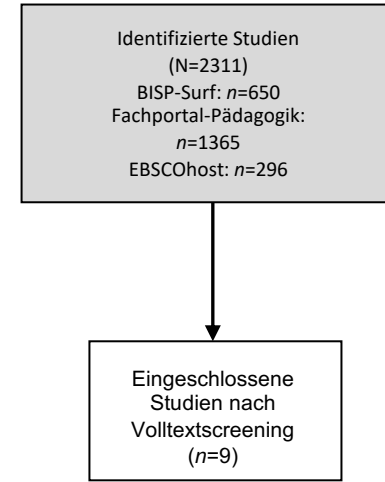 Identifizierte Studien
(N=2311)
BISP-Surf: n=650
Fachportal-Pädagogik:
n=1365
EBSCOhost: n=296
Eingeschlossene
Studien nach
Volltextscreening
(n=9)